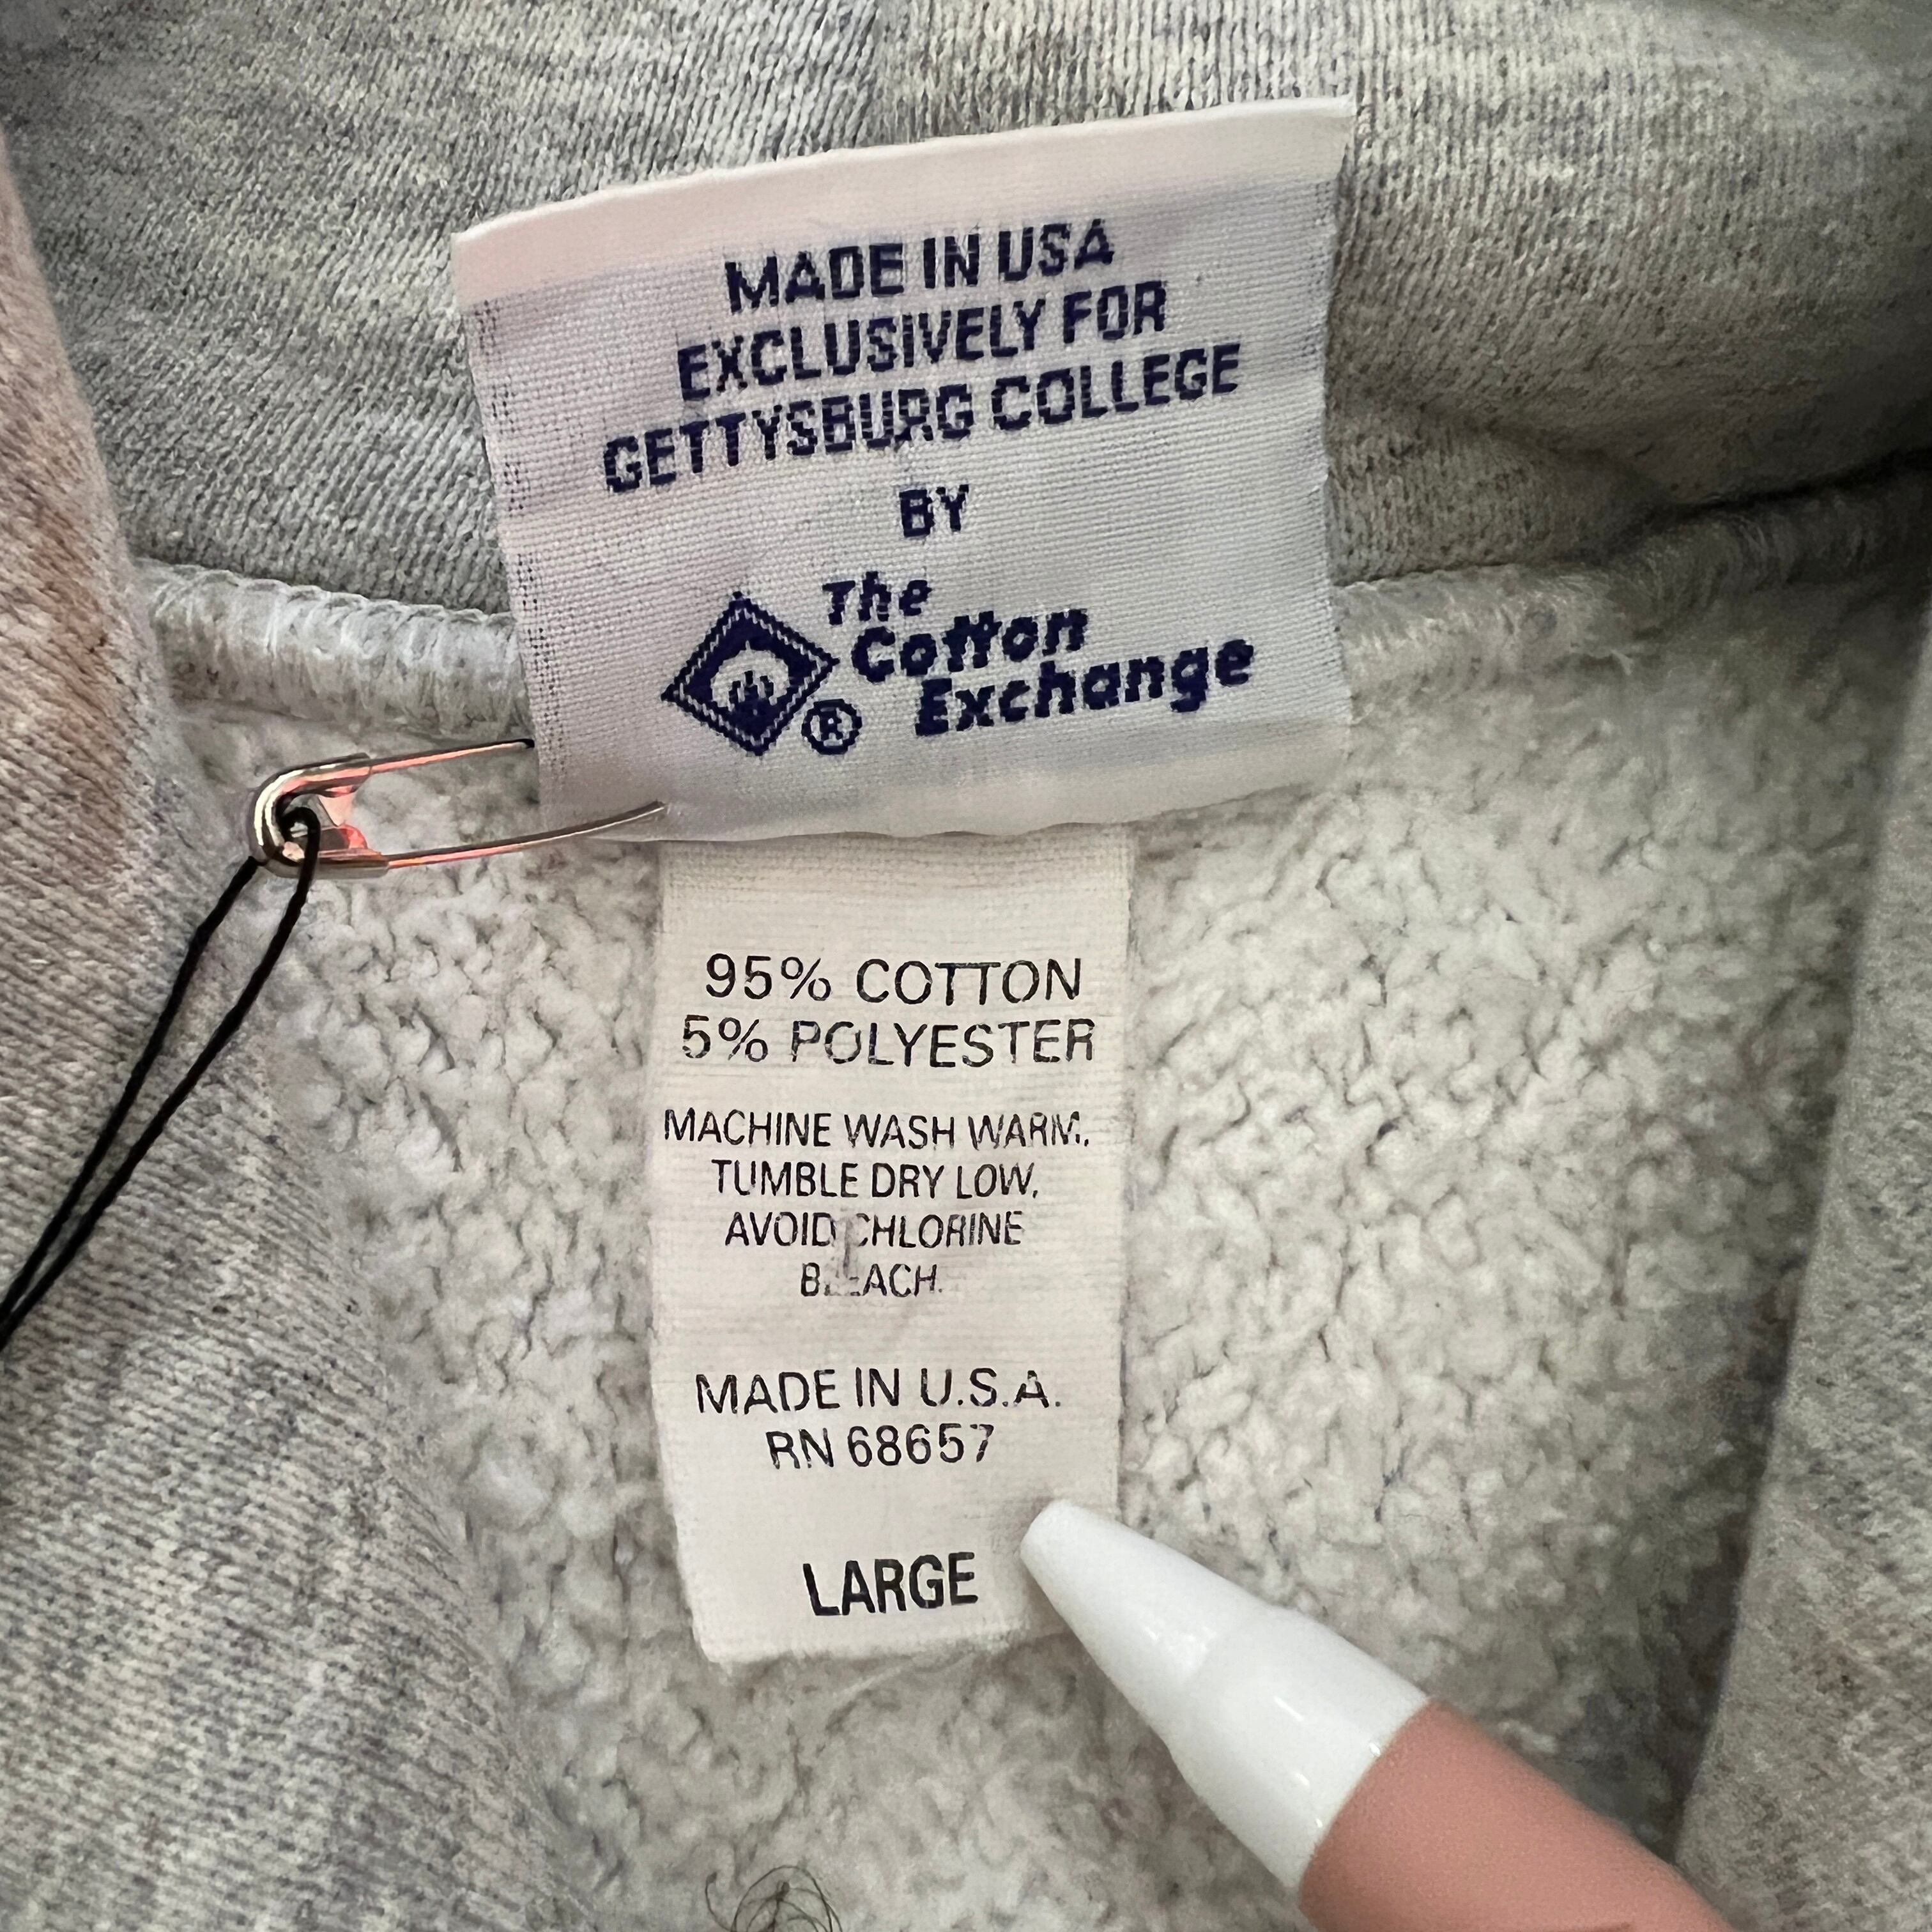 MADE IN USA
EXCLUSIVELY FOR
GETTYSBURG COLLEGE
BY
The
Cotton
Exchange
®
95% COTTON
5% POLYESTER
MACHINE WASH WARM.
TUMBLE DRY LOW.
AVOID CHLORINE
BLEACH.
MADE IN U.S.A.
RN 68657
LARGE